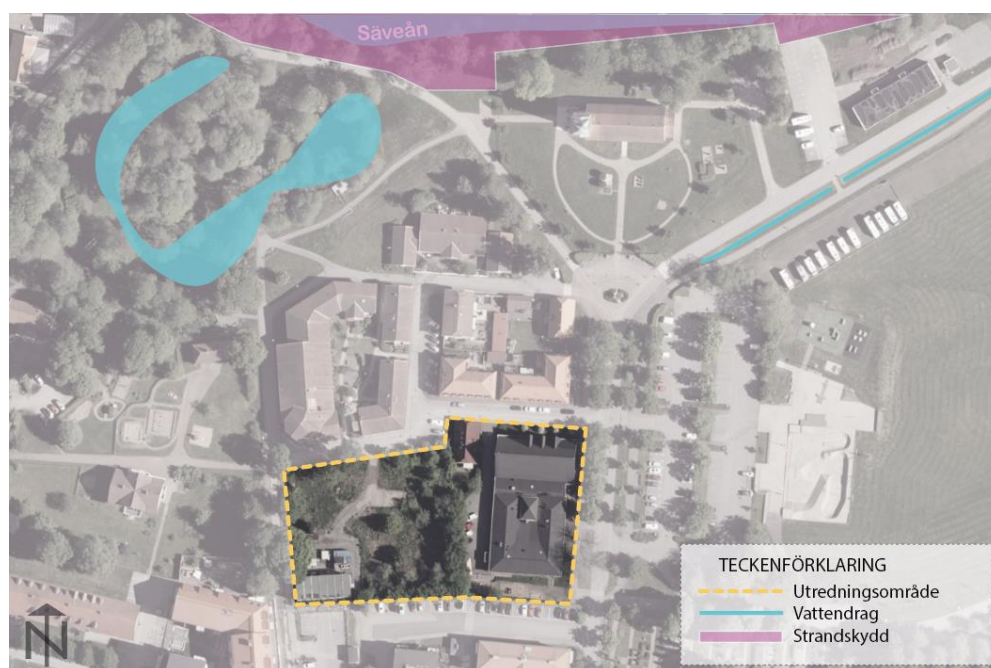 Säveån
TECKENFÖRKLARING
Utredningsområde
Vattendrag
Strandskydd
N